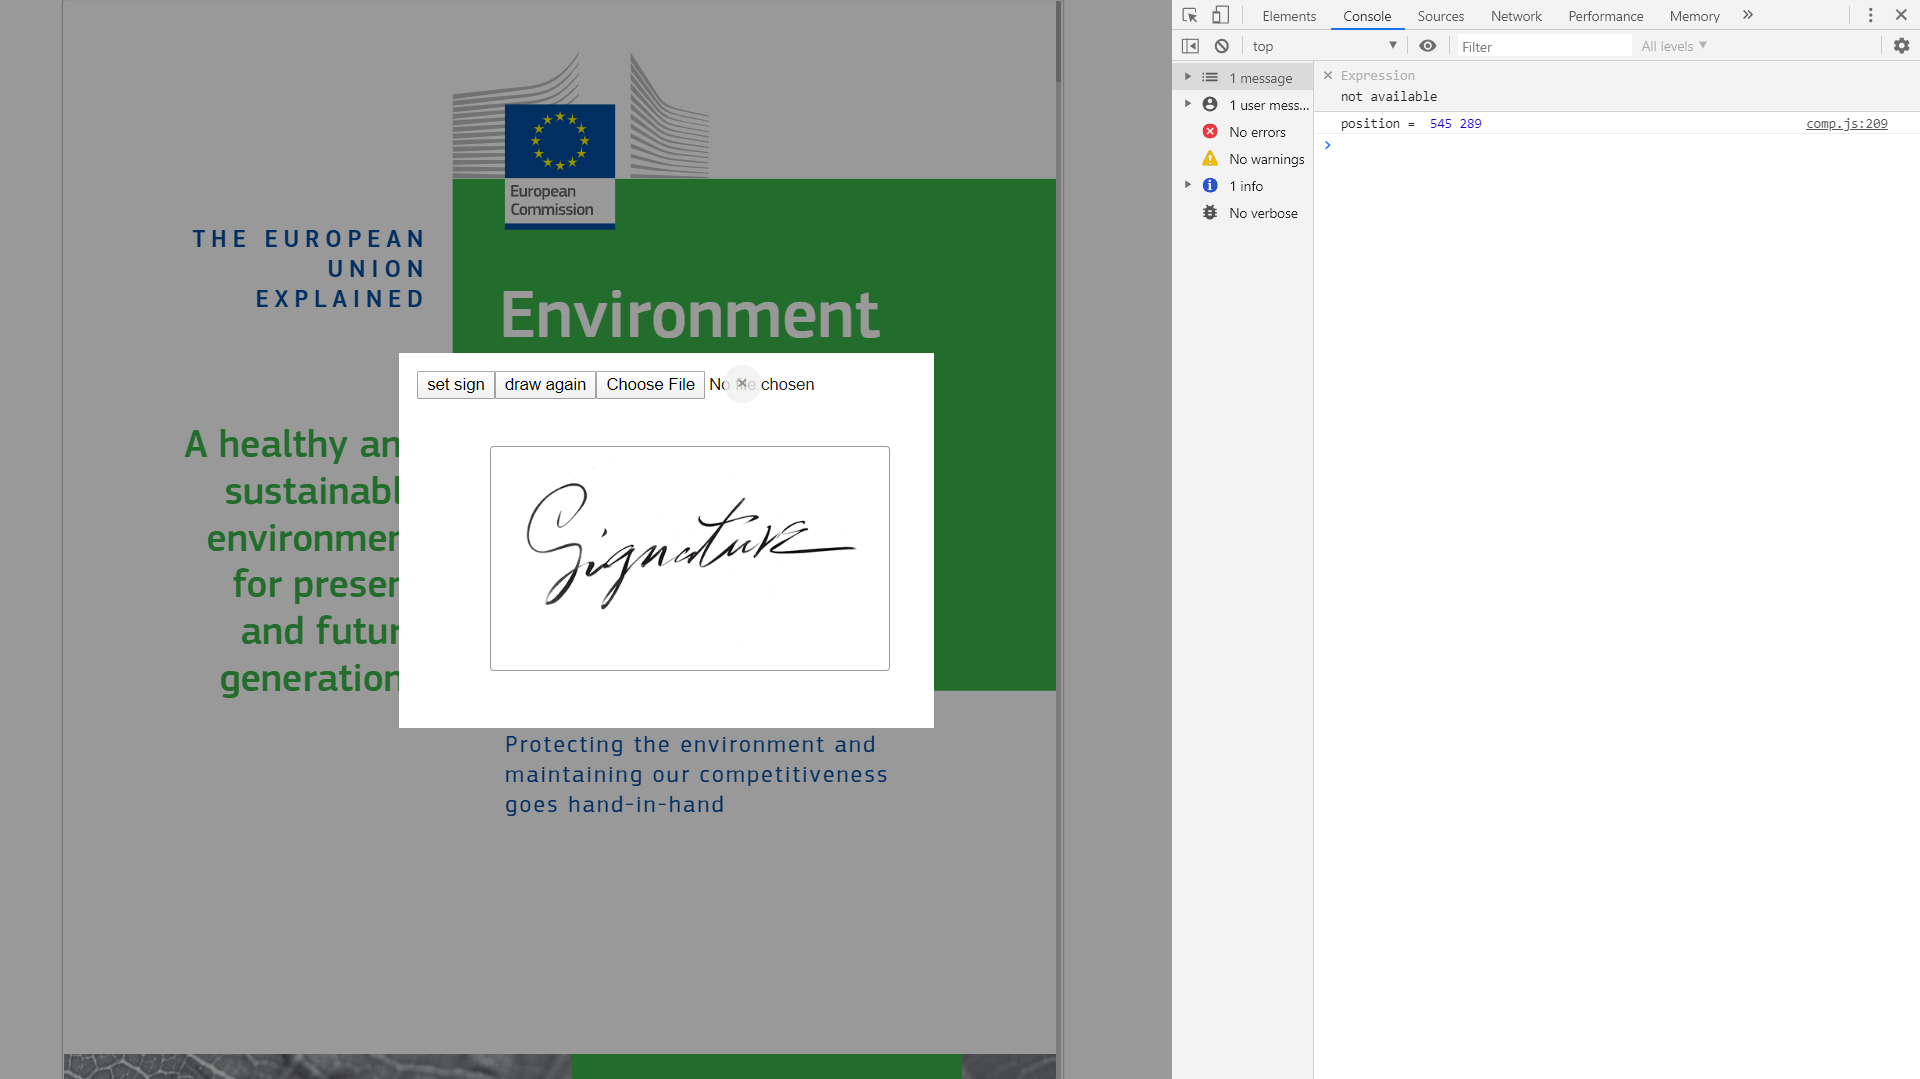 European
Commission
THE EUROPEAN
UNION
EXPLAINED
Environment
A healthy an
sustainabl
environmen
for presen
and futur
generation
set sign draw again Choose File No file chosen
Signature
Protecting the environment and
maintaining our competitiveness
goes hand-in-hand
Elements Console Sources Network Performance Memory
top Filter All levels
1 message
1 user mess...
No errors
No warnings
1 info
No verbose
Expression
not available
position = 545 289 comp.js:209